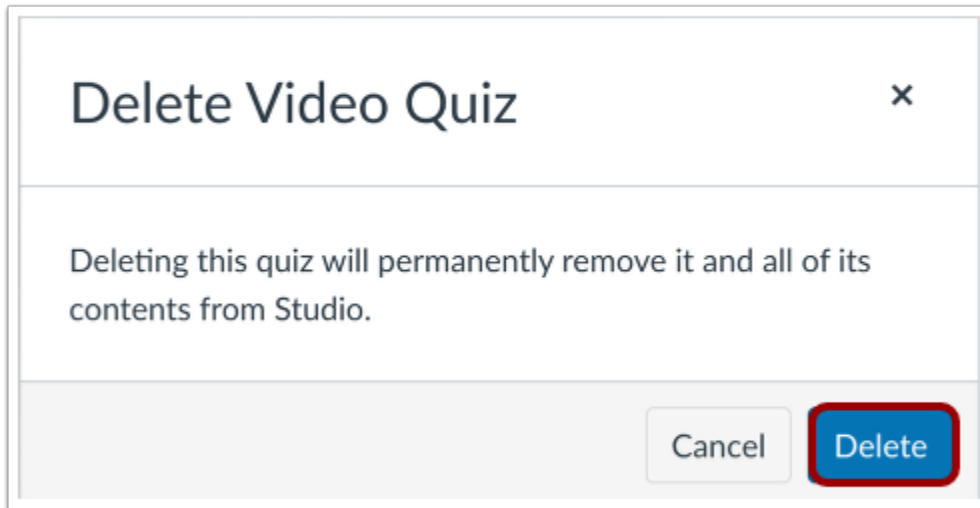 Delete Video Quiz
×
Deleting this quiz will permanently remove it and all of its
contents from Studio.
Cancel
Delete